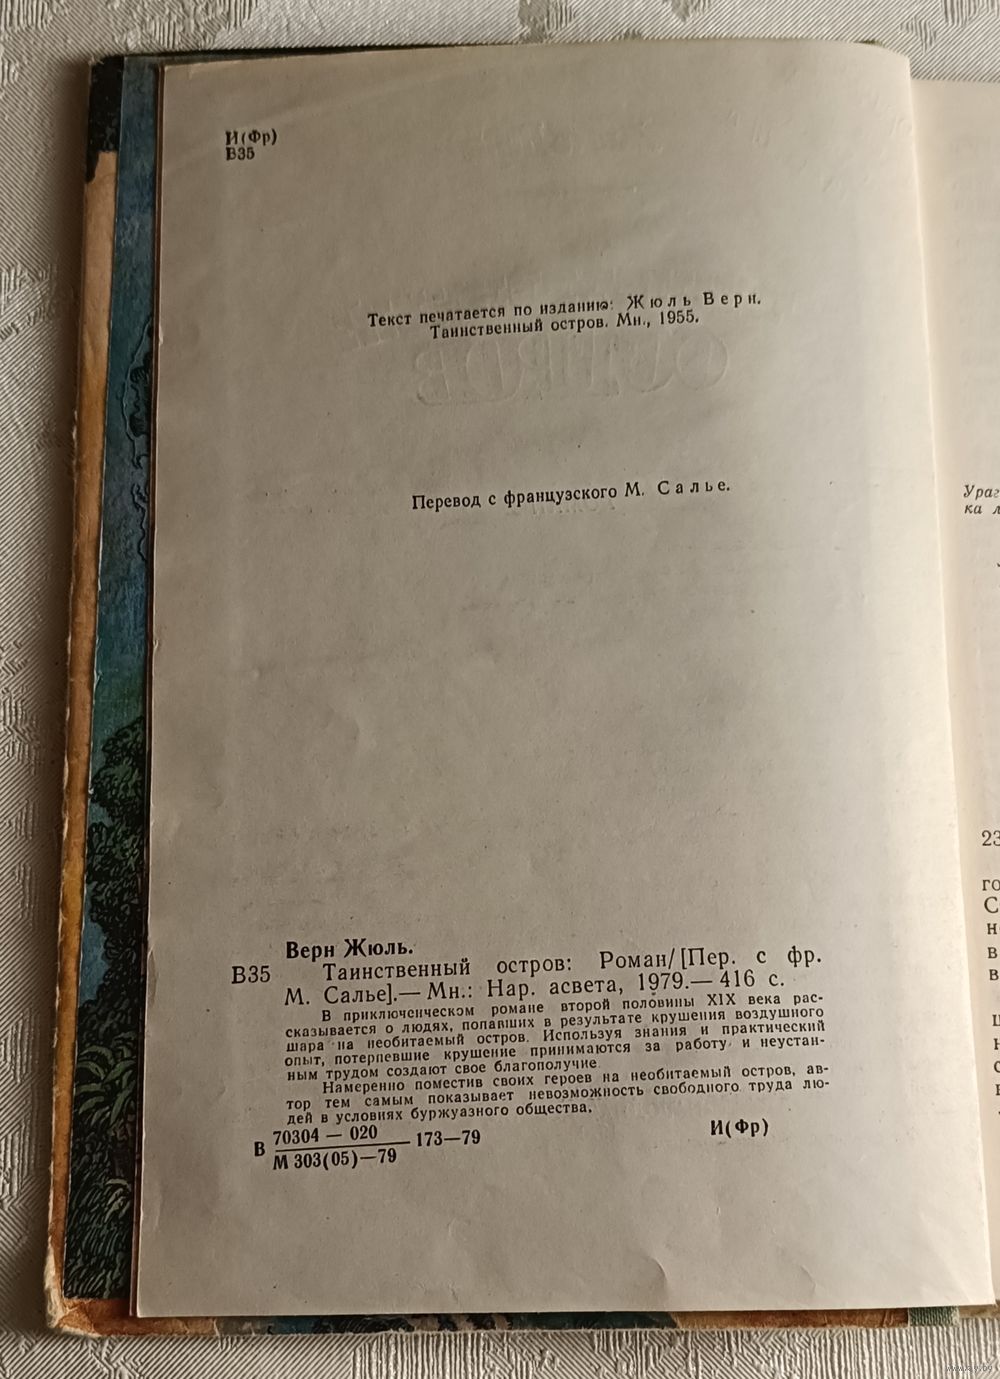 И(Фр)
В35
Текст печатается по изданию: Жюль Верн.
Таинственный остров. Мн., 1955.
Перевод с французского М. Салье.
Верн Жюль.
В35 Таинственный остров: Роман/[Пер. с фр.
М. Салье].— Мн.: Нар. асвета, 1979.— 416 с.
В приключенческом романе второй половины XIX века рас-
сказывается о людях, попавших в результате крушения воздушного
шара на необитаемый остров. Используя знания и практический
опыт, потерпевшие крушение принимаются за работу и неустан-
ным трудом создают свое благополучие.
Намеренно поместив своих героев на необитаемый остров, ав-
тор тем самым показывает невозможность свободного труда лю-
дей в условиях буржуазного общества.
70304 — 020
В 173—79 И(Фр)
М 303(05)—79
Ураг
ка л
23
го